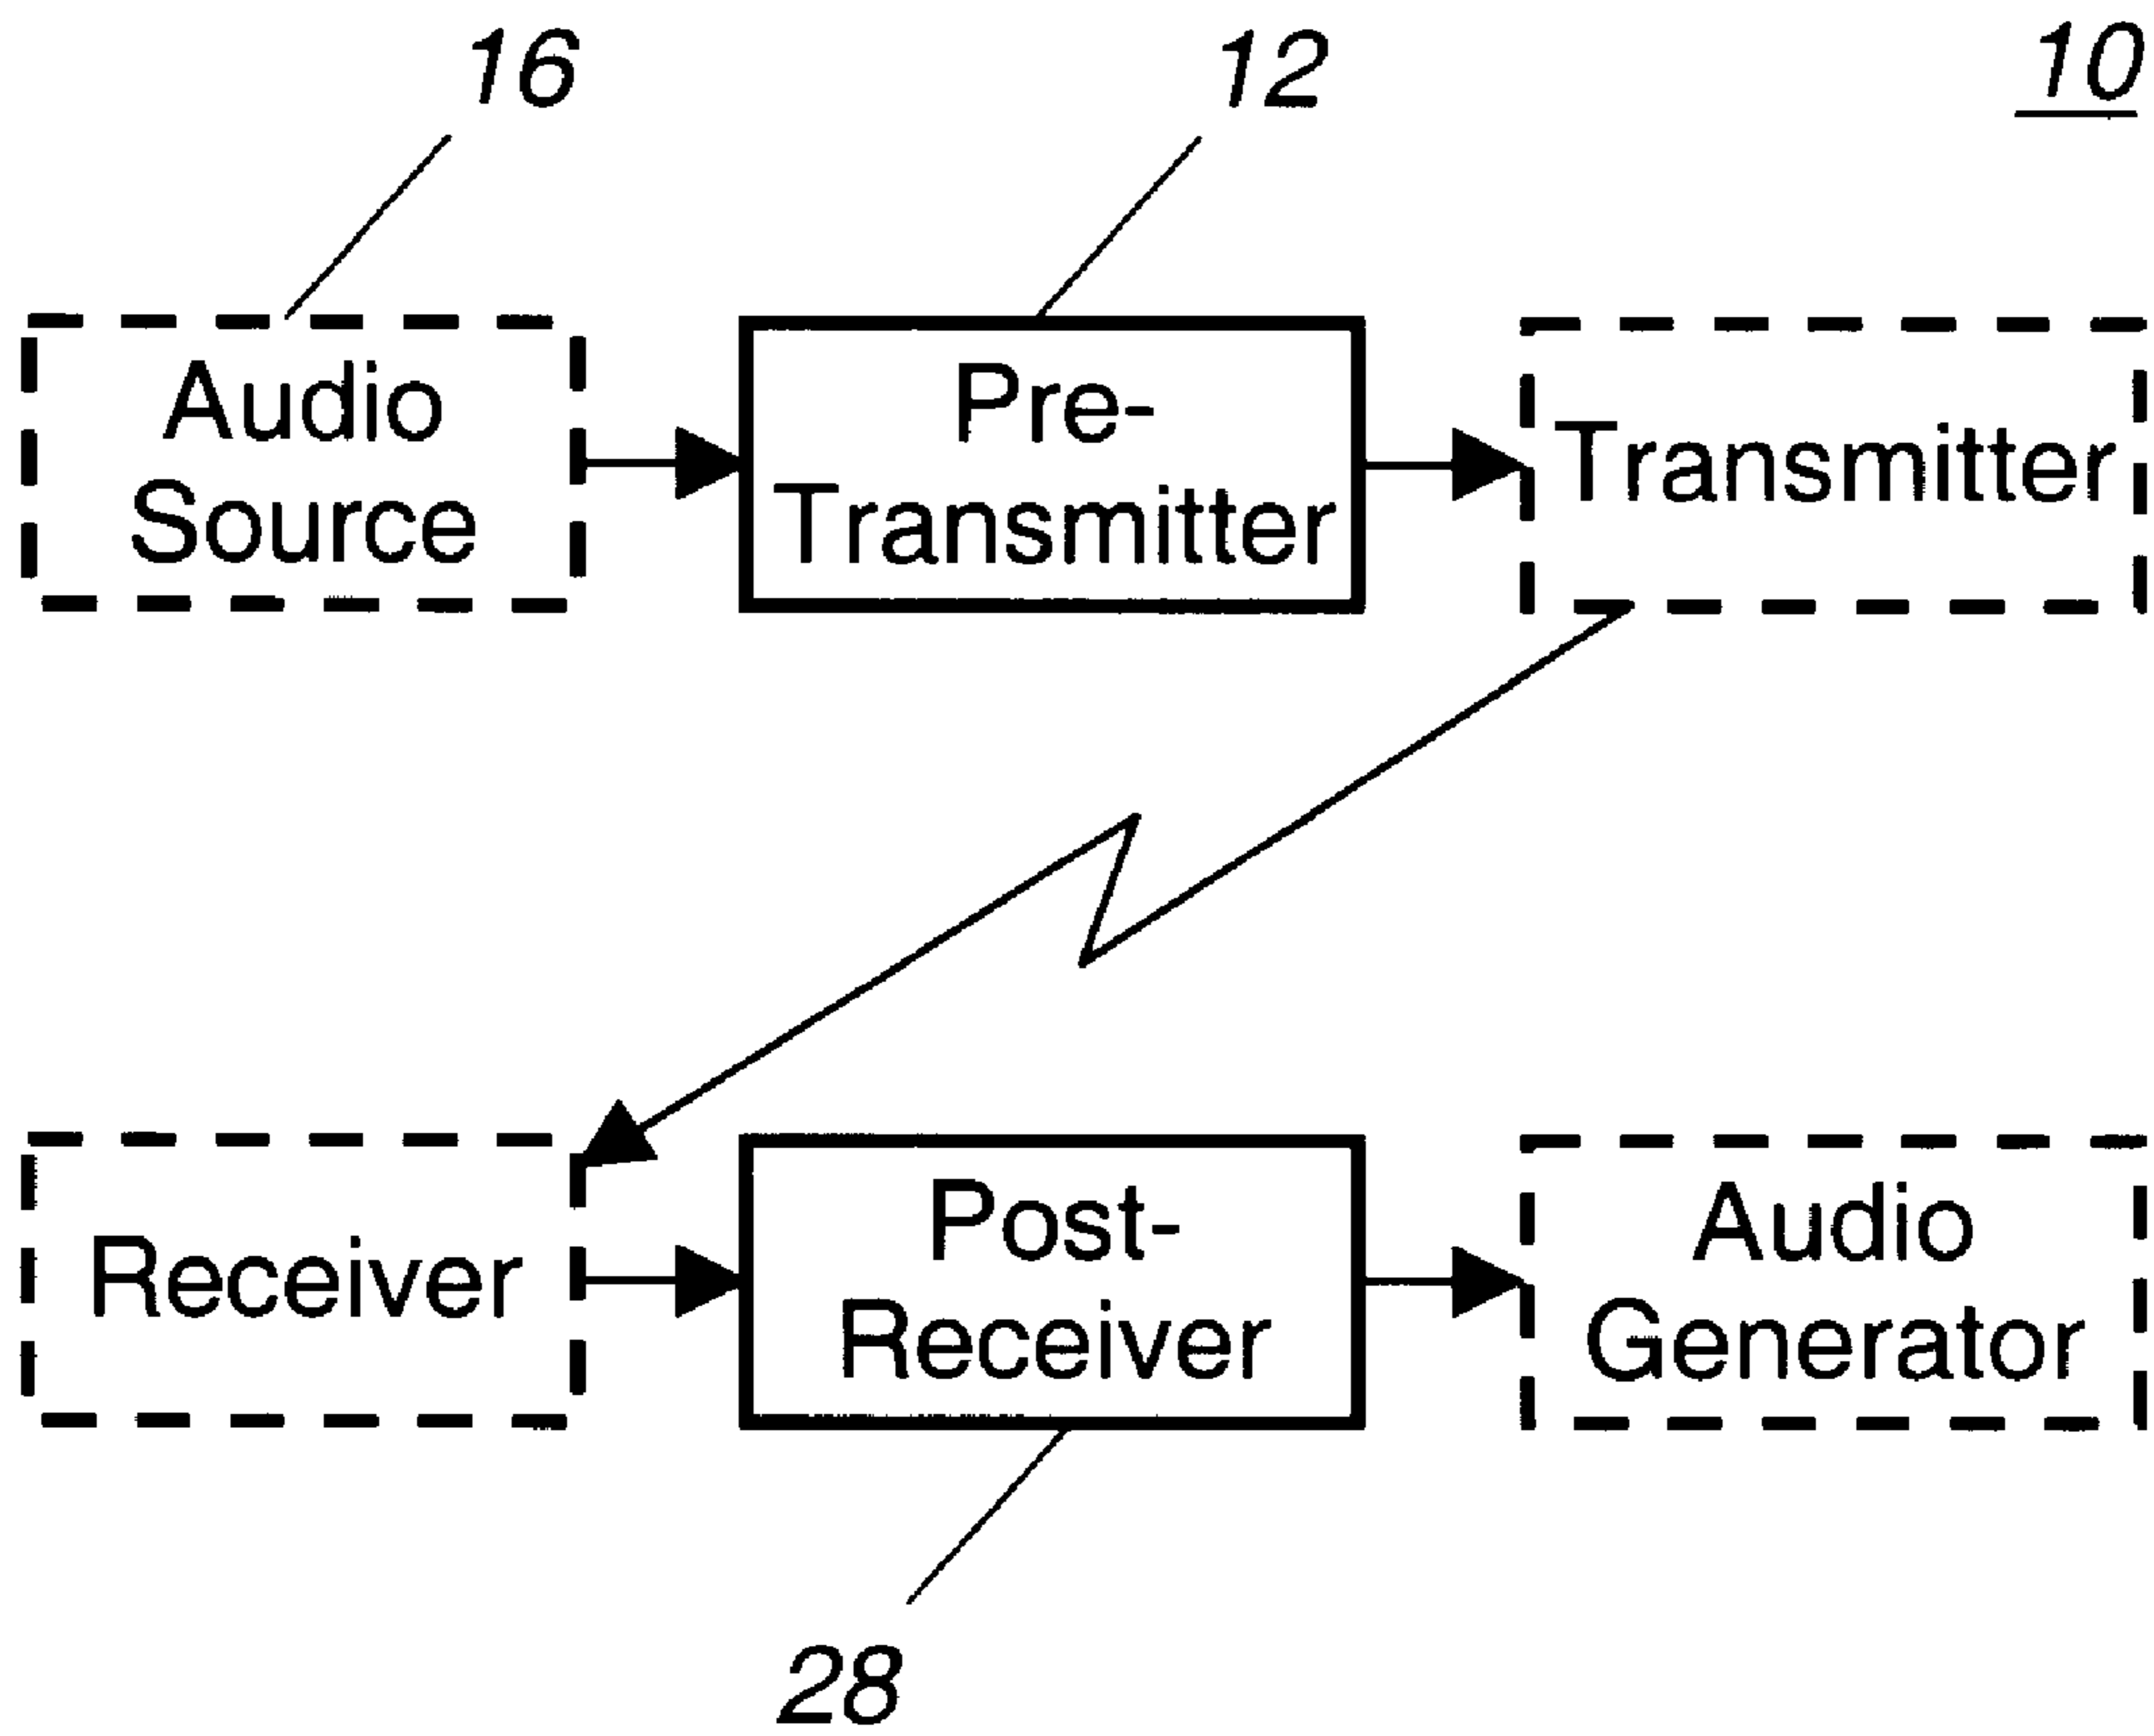 16
12
10
Audio
Source
Pre-
Transmitter
Transmitter
Receiver
Post-
Receiver
Audio
Generator
28